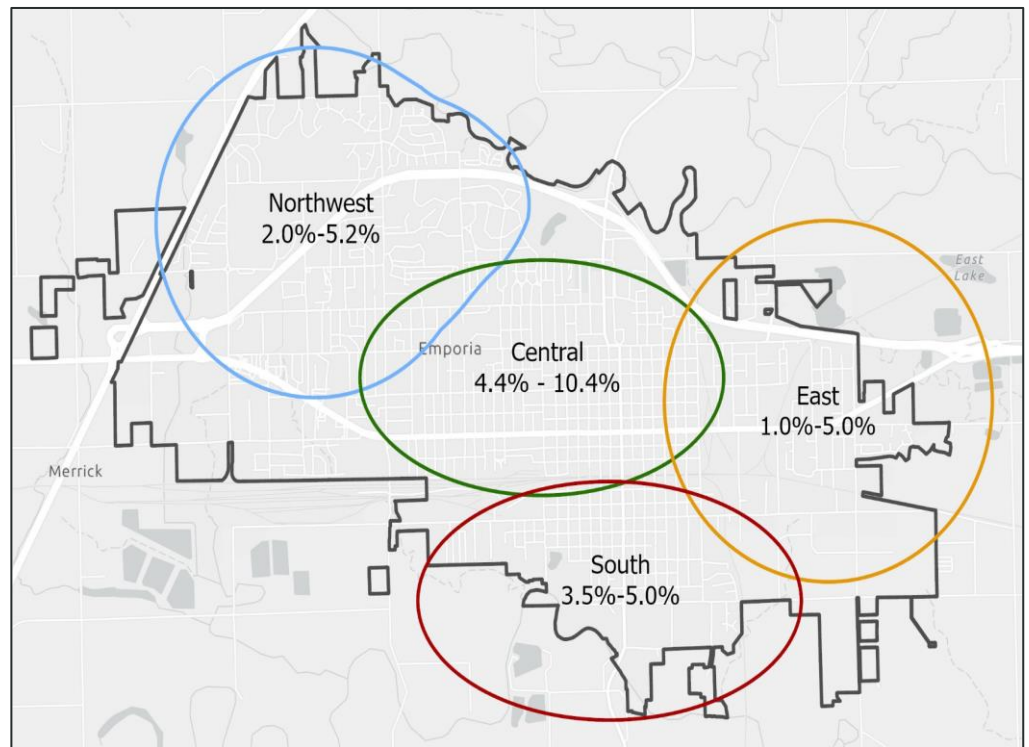 Northwest
2.0%-5.2%
East
Lake
Emporia
Central
4.4% - 10.4%
East
1.0%-5.0%
Merrick
South
3.5%-5.0%